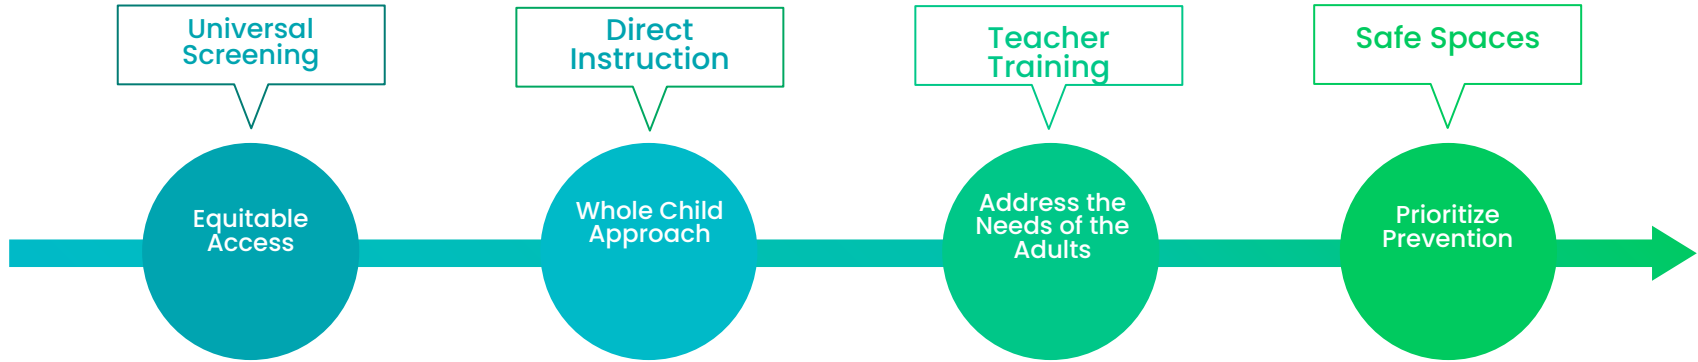 Universal
Screening
Direct
Instruction
Teacher
Training
Safe Spaces
Equitable
Access
Whole Child
Approach
Address the
Needs of the
Adults
Prioritize
Prevention